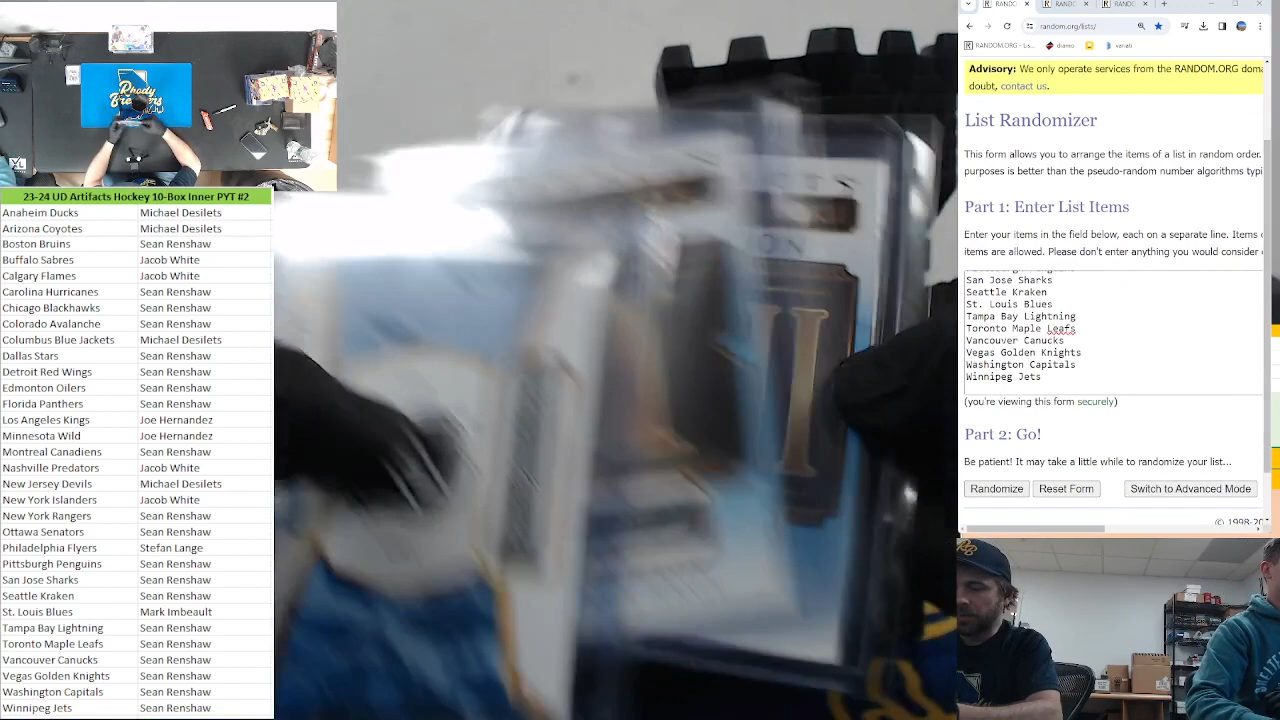 Rhody
XL
23-24 UD Artifacts Hockey 10-Box Inner PYT #2
Anaheim Ducks Michael Desilets
Arizona Coyotes Michael Desilets
Boston Bruins Sean Renshaw
Buffalo Sabres Jacob White
Calgary Flames Jacob White
Carolina Hurricanes Sean Renshaw
Chicago Blackhawks Sean Renshaw
Colorado Avalanche Sean Renshaw
Columbus Blue Jackets Michael Desilets
Dallas Stars Sean Renshaw
Detroit Red Wings Sean Renshaw
Edmonton Oilers Sean Renshaw
Florida Panthers Sean Renshaw
Los Angeles Kings Joe Hernandez
Minnesota Wild Joe Hernandez
Montreal Canadiens Sean Renshaw
Nashville Predators Jacob White
New Jersey Devils Michael Desilets
New York Islanders Jacob White
New York Rangers Sean Renshaw
Ottawa Senators Sean Renshaw
Philadelphia Flyers Stefan Lange
Pittsburgh Penguins Sean Renshaw
San Jose Sharks Sean Renshaw
Seattle Kraken Sean Renshaw
St. Louis Blues Mark Imbeault
Tampa Bay Lightning Sean Renshaw
Toronto Maple Leafs Sean Renshaw
Vancouver Canucks Sean Renshaw
Vegas Golden Knights Sean Renshaw
Washington Capitals Sean Renshaw
Winnipeg Jets Sean Renshaw
random.org/lists/
RANDOM.ORG - Lis... diamo variati
Advisory: We only operate services from the RANDOM.ORG doma
doubt, contact us.
List Randomizer
This form allows you to arrange the items of a list in random order.
purposes is better than the pseudo-random number algorithms typi
Part 1: Enter List Items
Enter your items in the field below, each on a separate line. Items
items are allowed. Please don't enter anything you would consider
San Jose Sharks
Seattle Kraken
St. Louis Blues
Tampa Bay Lightning
Toronto Maple Leafs
Vancouver Canucks
Vegas Golden Knights
Washington Capitals
Winnipeg Jets
(you're viewing this form securely)
Part 2: Go!
Be patient! It may take a little while to randomize your list...
Randomize Reset Form Switch to Advanced Mode
© 1998-20